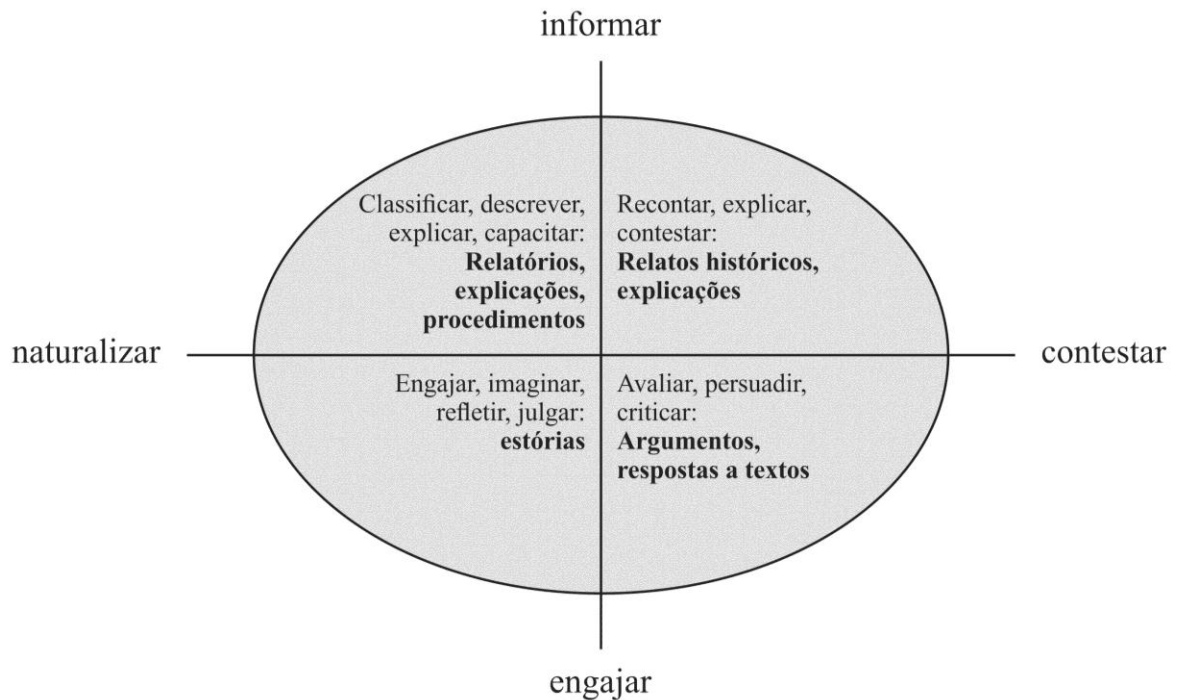 informar
Classificar, descrever,
explicar, capacitar:
Relatórios,
explicações,
procedimentos
Recontar, explicar,
contestar:
Relatos históricos,
explicações
naturalizar
contestar
Engajar, imaginar,
refletir, julgar:
estórias
Avaliar, persuadir,
criticar:
Argumentos,
respostas a textos
engajar